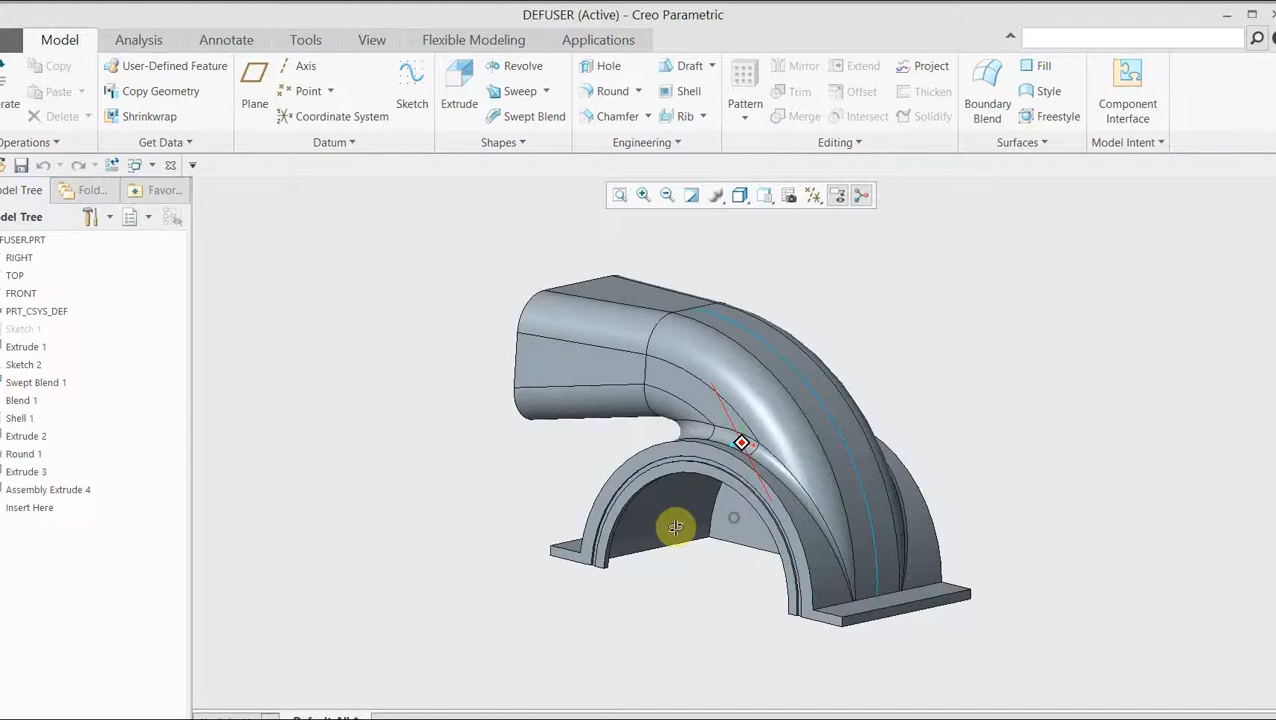 DEFUSER (Active) - Creo Parametric
Model Analysis Annotate Tools View Flexible Modeling Applications
Copy User-Defined Feature Axis Revolve Hole Draft Mirror Extend Project Fill
erate Paste Copy Geometry Plane Point Sketch Extrude Sweep Round Shell Pattern Trim Offset Thicken Boundary Blend Style Component Interface
Delete Shrinkwrap Coordinate System Swept Blend Chamfer Rib Merge Intersect Solidify Freestyle
Operations Get Data Datum Shapes Engineering Editing Surfaces Model Intent
odel Tree Fold... Favor...
odel Tree
FUSER.PRT
RIGHT
TOP
FRONT
PRT_CSYS_DEF
Sketch 1
Extrude 1
Sketch 2
Swept Blend 1
Blend 1
Shell 1
Extrude 2
Round 1
Extrude 3
Assembly Extrude 4
Insert Here